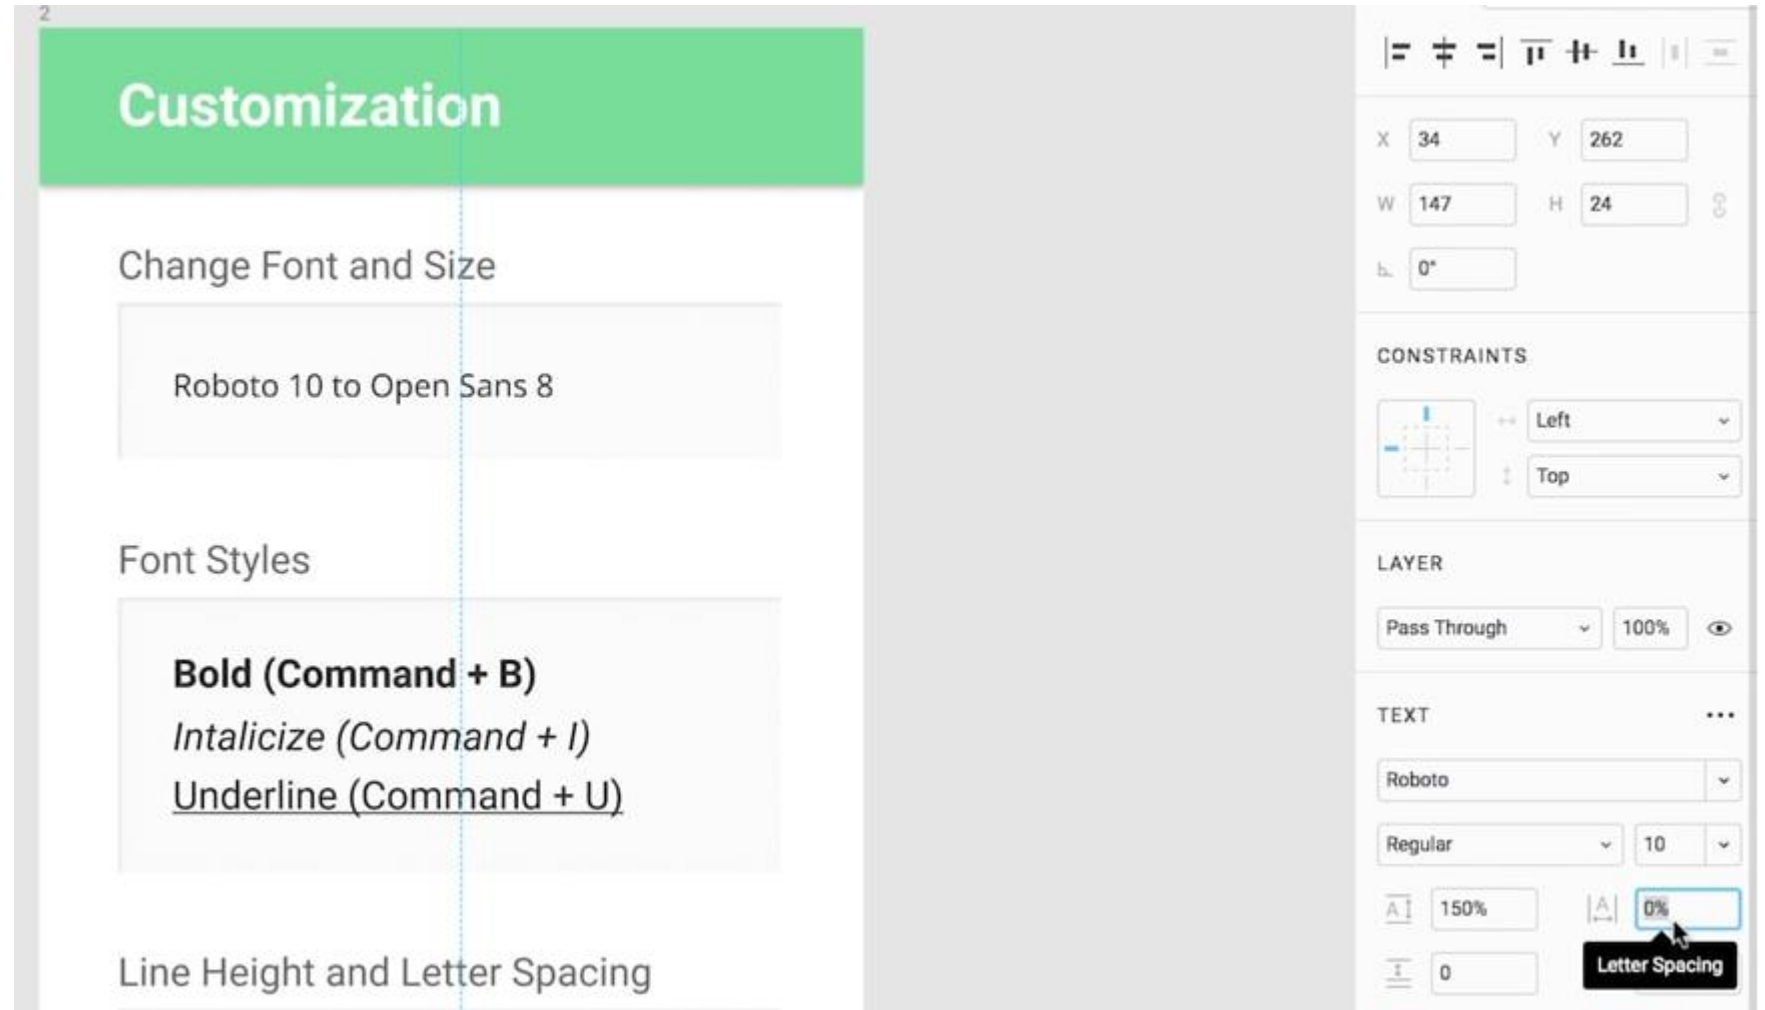 2
Customization
Change Font and Size
Roboto 10 to Open Sans 8
Font Styles
Bold (Command + B)
Intalicize (Command + I)
Underline (Command + U)
Line Height and Letter Spacing
X 34 Y 262
W 147 H 24
0°
CONSTRAINTS
Left
Top
LAYER
Pass Through 100%
TEXT
Roboto
Regular 10
A 150% A 0%
0 Letter Spacing